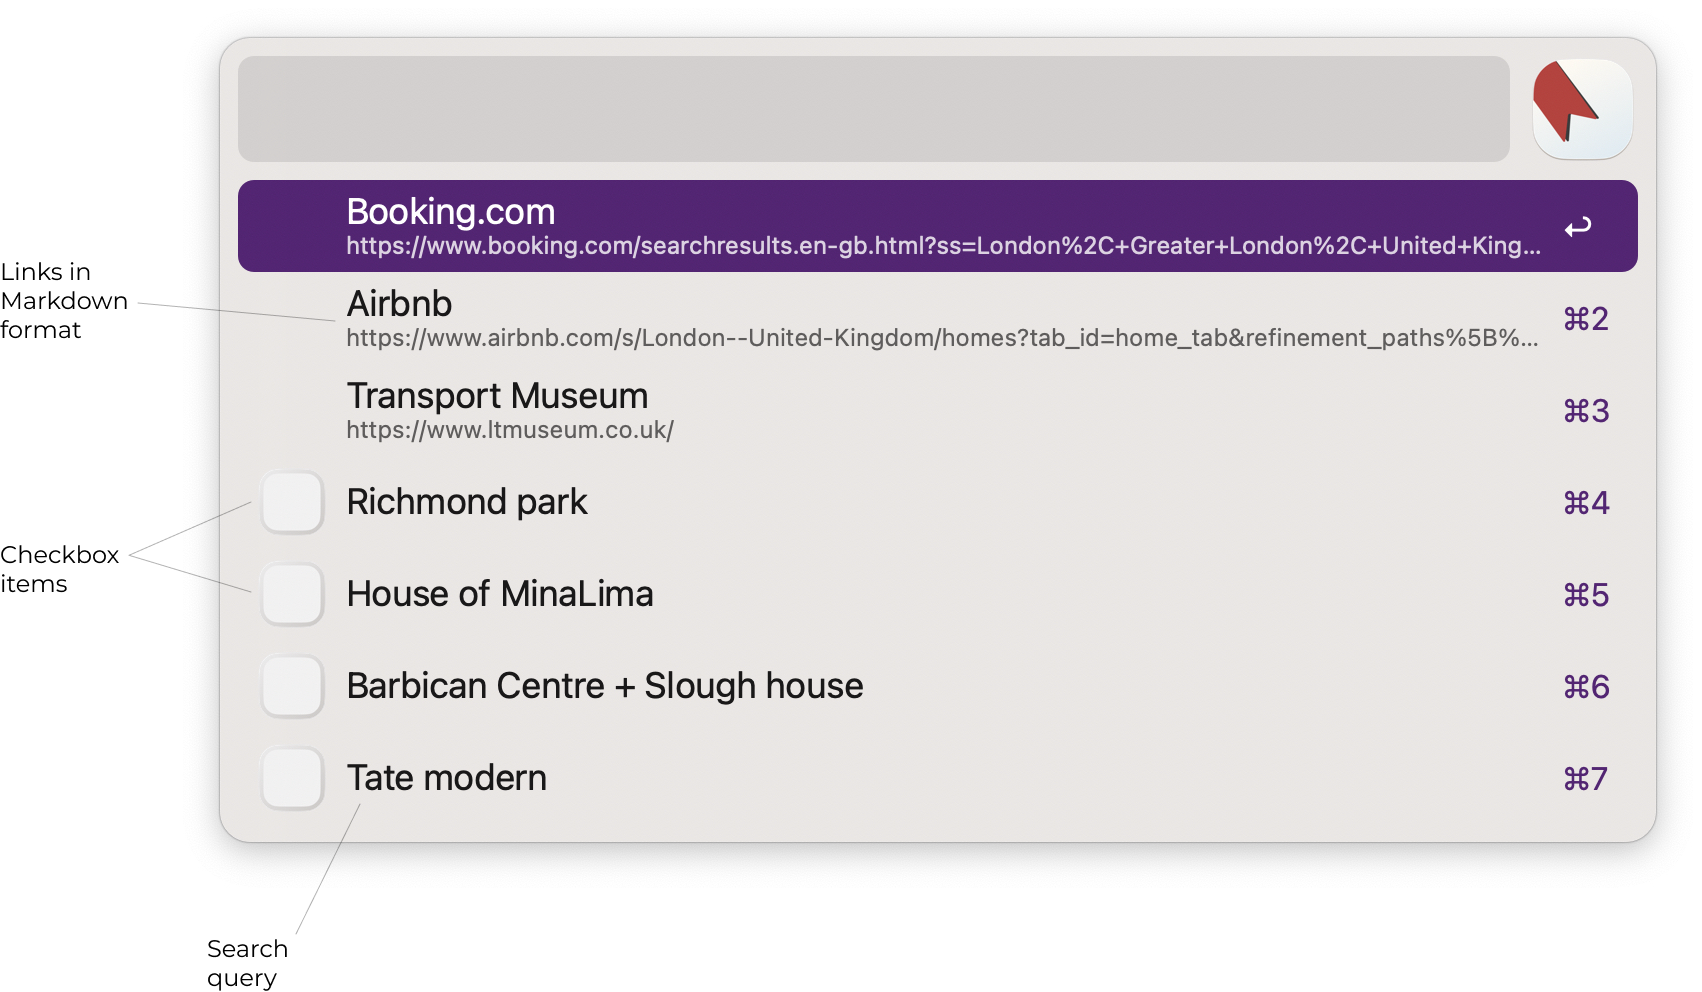 Booking.com
https://www.booking.com/searchresults.en-gb.html?ss=London%2C+Greater+London%2C+United+King...
Airbnb
https://www.airbnb.com/s/London--United-Kingdom/homes?tab_id=home_tab&refinement_paths%5B%...
⌘2
Transport Museum
https://www.ltmuseum.co.uk/
⌘3
Richmond park
⌘4
House of MinaLima
⌘5
Barbican Centre + Slough house
⌘6
Tate modern
⌘7
Links in
Markdown
format
Checkbox
items
Search
query